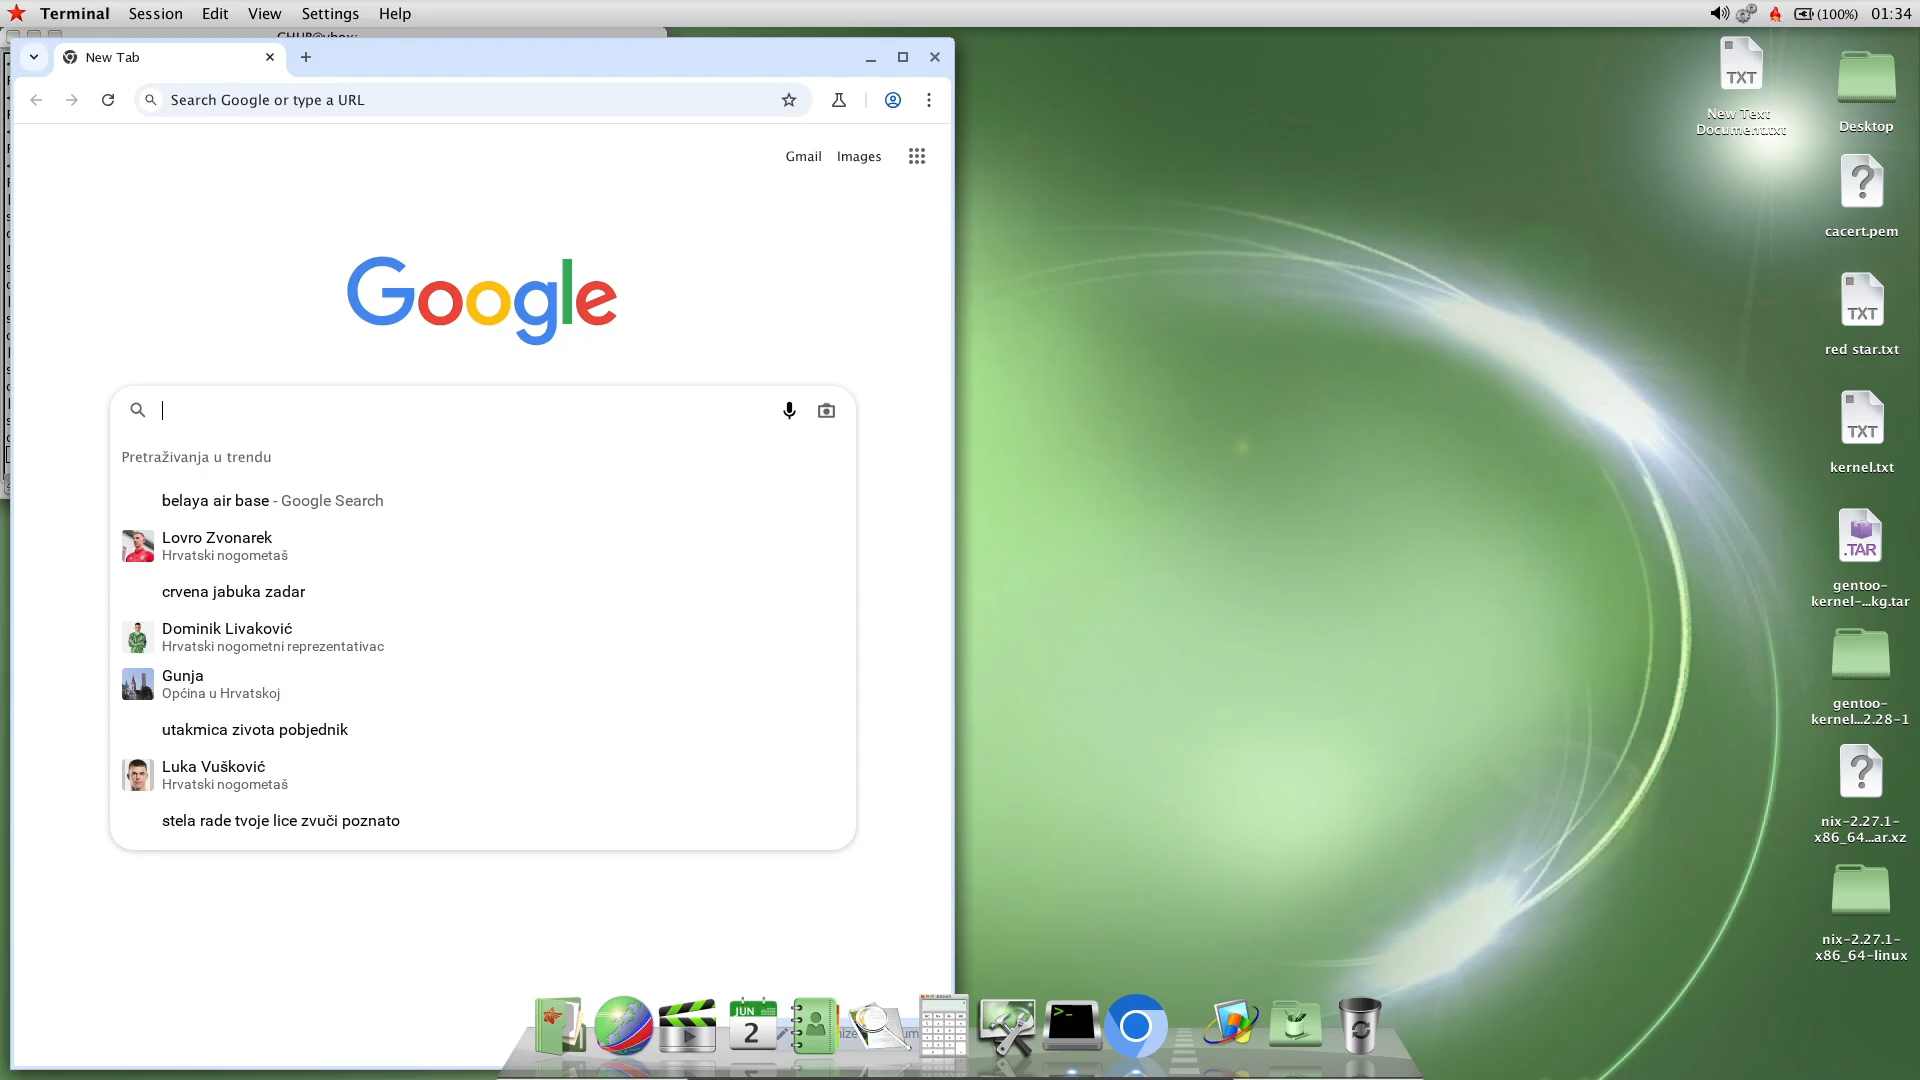 Terminal Session Edit View Settings Help
(100%) 01:34
New Tab
Search Google or type a URL
Gmail Images
Google
Pretraživanja u trendu
belaya air base - Google Search
Lovro Zvonarek
Hrvatski nogometaš
crvena jabuka zadar
Dominik Livaković
Hrvatski nogometni reprezentativac
Gunja
Općina u Hrvatskoj
utakmica zivota pobjednik
Luka Vušković
Hrvatski nogometaš
stela rade tvoje lice zvuči poznato
TXT
New Text
Document.txt
Desktop
cacert.pem
TXT
red star.txt
TXT
kernel.txt
.TAR
gentoo-
kernel-...kg.tar
gentoo-
kernel...2.28-1
nix-2.27.1-
x86_64...ar.xz
nix-2.27.1-
x86_64-linux
JUN
2